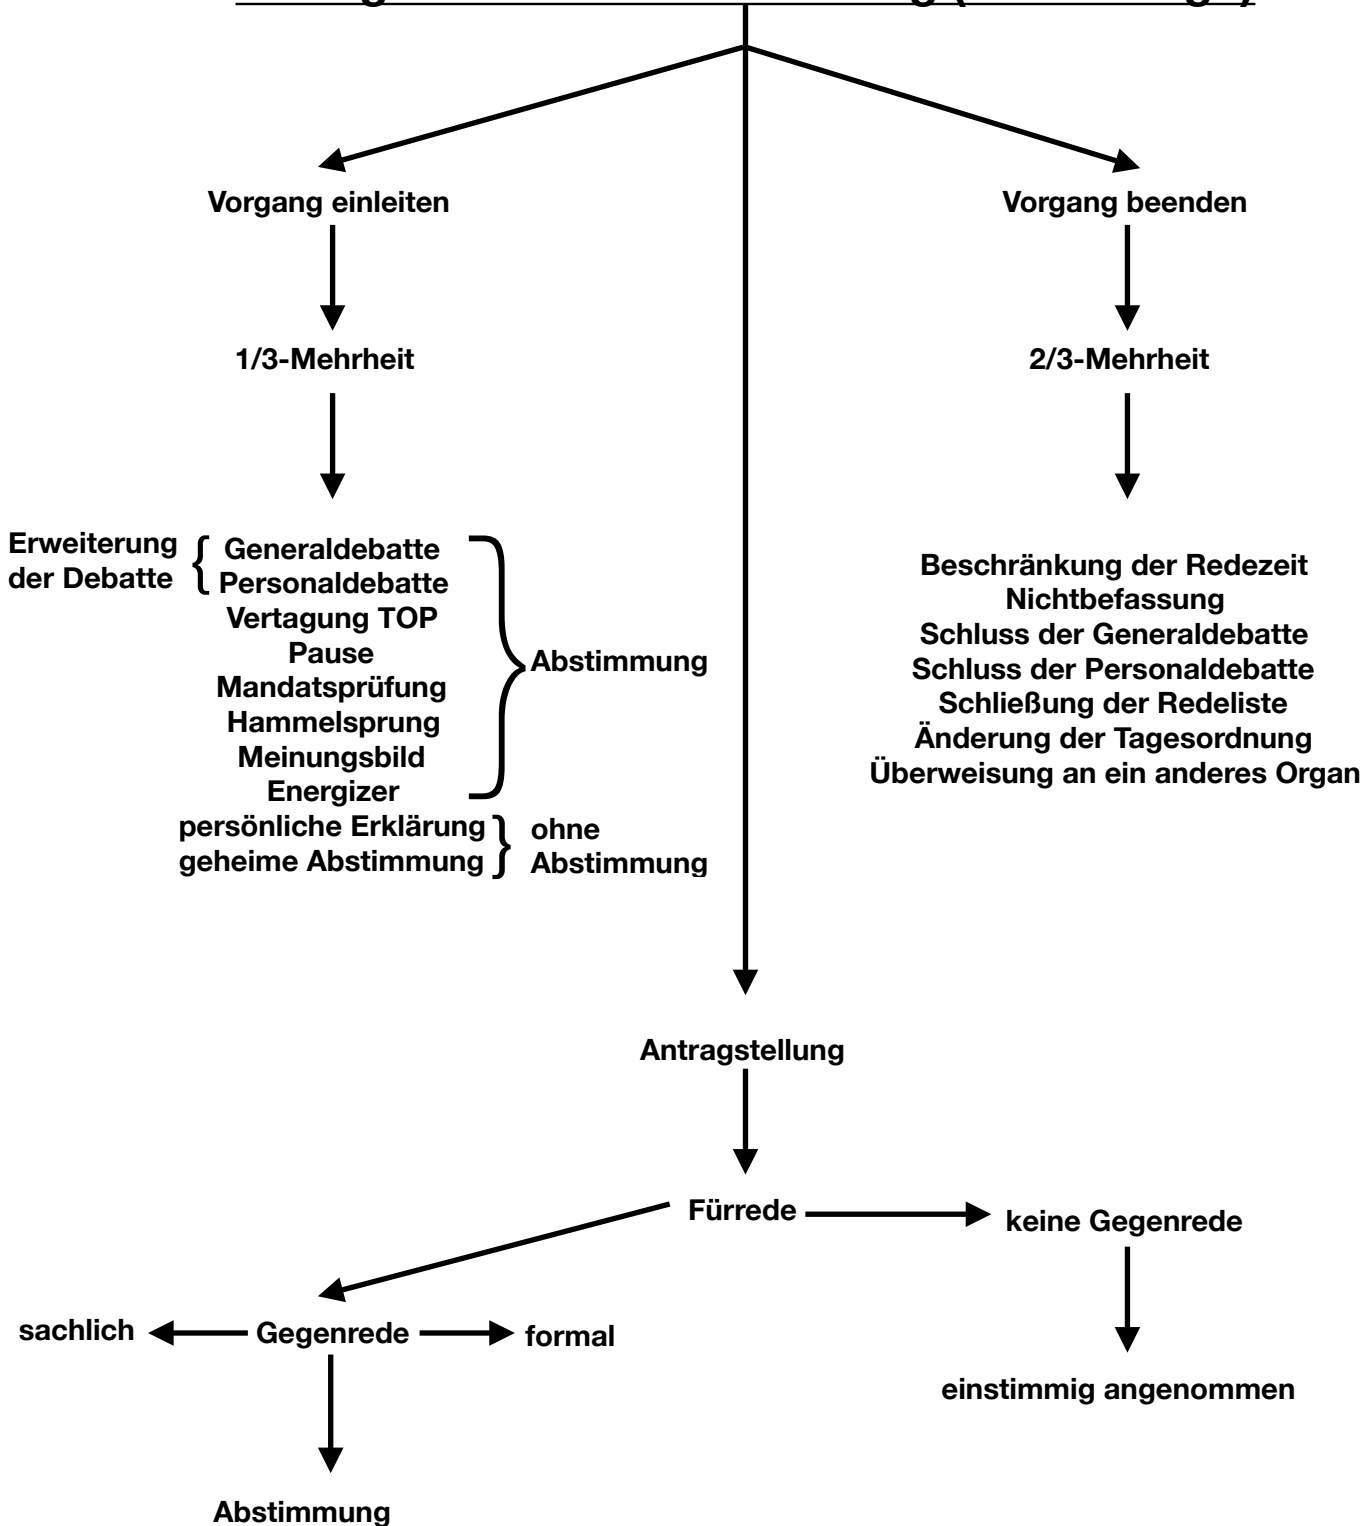 Vorgang einleiten
Vorgang beenden
1/3-Mehrheit
2/3-Mehrheit
Erweiterung
der Debatte
{
Generaldebatte
Personaldebatte
Vertagung TOP
Pause
Mandatsprüfung
Hammelsprung
Meinungsbild
Energizer
}
Abstimmung
persönliche Erklärung
geheime Abstimmung
}
ohne
Abstimmung
Beschränkung der Redezeit
Nichtbefassung
Schluss der Generaldebatte
Schluss der Personaldebatte
Schließung der Redeliste
Änderung der Tagesordnung
Überweisung an ein anderes Organ
Antragstellung
Fürrede
keine Gegenrede
sachlich
Gegenrede
formal
einstimmig angenommen
Abstimmung